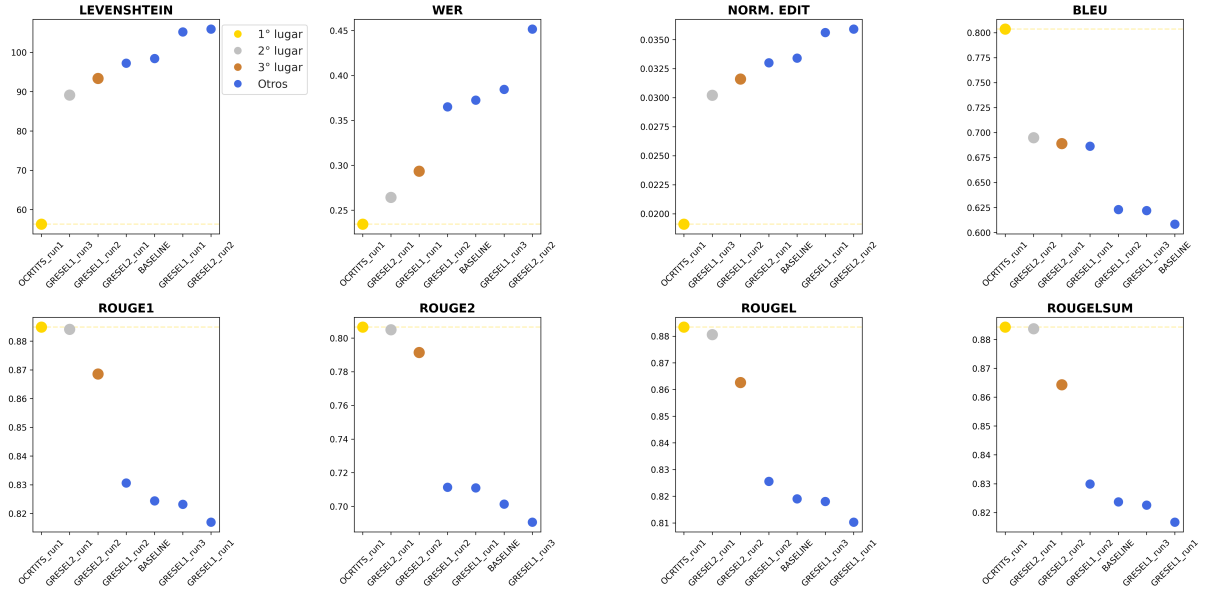 LEVENSHTEIN
100
90
80
70
60
OCRTITS_run1
GRESEL1_run3
GRESEL1_run2
GRESEL2_run1
BASELINE
GRESEL1_run1
GRESEL2_run2
1° lugar
2° lugar
3° lugar
Otros
WER
0.45
0.40
0.35
0.30
0.25
OCRTITS_run1
GRESEL2_run1
GRESEL1_run1
GRESEL1_run2
BASELINE
GRESEL1_run3
GRESEL2_run2
NORM. EDIT
0.0350
0.0325
0.0300
0.0275
0.0250
0.0225
0.0200
OCRTITS_run1
GRESEL1_run3
GRESEL1_run2
GRESEL2_run1
BASELINE
GRESEL1_run1
GRESEL2_run2
BLEU
0.800
0.775
0.750
0.725
0.700
0.675
0.650
0.625
0.600
OCRTITS_run1
GRESEL2_run2
GRESEL2_run1
GRESEL1_run1
GRESEL1_run2
GRESEL1_run3
BASELINE
ROUGE1
0.88
0.87
0.86
0.85
0.84
0.83
0.82
OCRTITS_run1
GRESEL2_run1
GRESEL2_run2
GRESEL1_run2
BASELINE
GRESEL1_run3
GRESEL1_run1
ROUGE2
0.80
0.78
0.76
0.74
0.72
0.70
OCRTITS_run1
GRESEL2_run1
GRESEL2_run2
GRESEL1_run2
GRESEL1_run1
BASELINE
GRESEL1_run3
ROUGEL
0.88
0.87
0.86
0.85
0.84
0.83
0.82
0.81
OCRTITS_run1
GRESEL2_run1
GRESEL2_run2
GRESEL1_run2
BASELINE
GRESEL1_run3
GRESEL1_run1
ROUGELSUM
0.88
0.87
0.86
0.85
0.84
0.83
0.82
OCRTITS_run1
GRESEL2_run1
GRESEL2_run2
GRESEL1_run2
BASELINE
GRESEL1_run3
GRESEL1_run1